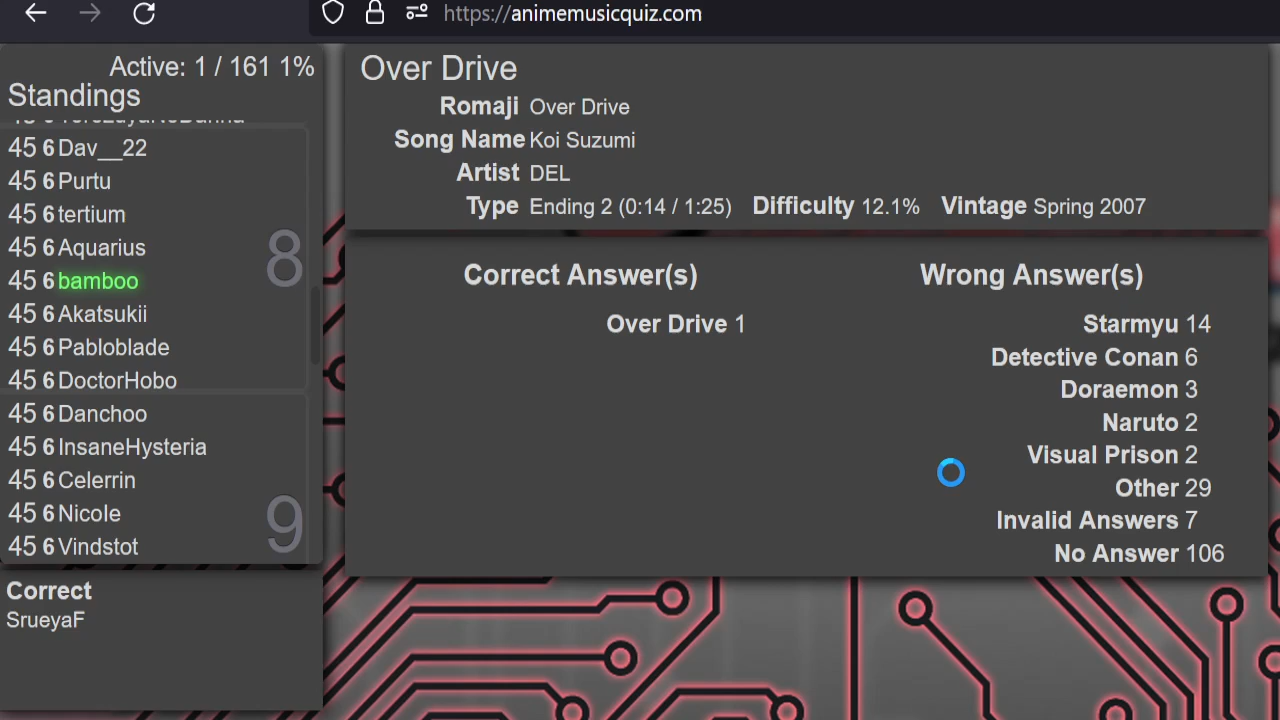 https://animemusicquiz.com
Active: 1 / 161 1%
Standings
45 6 Dav__22
45 6 Purtu
45 6 tertium
45 6 Aquarius
8
45 6 bamboo
45 6 Akatsukii
45 6 Pabloblade
45 6 DoctorHobo
45 6 Danchoo
45 6 InsaneHysteria
45 6 Celerrin
45 6 Nicole
9
45 6 Vindstot
Correct
SrueyaF
Over Drive
Romaji Over Drive
Song Name Koi Suzumi
Artist DEL
Type Ending 2 (0:14 / 1:25) Difficulty 12.1% Vintage Spring 2007
Correct Answer(s)
Over Drive 1
Wrong Answer(s)
Starmyu 14
Detective Conan 6
Doraemon 3
Naruto 2
Visual Prison 2
Other 29
Invalid Answers 7
No Answer 106